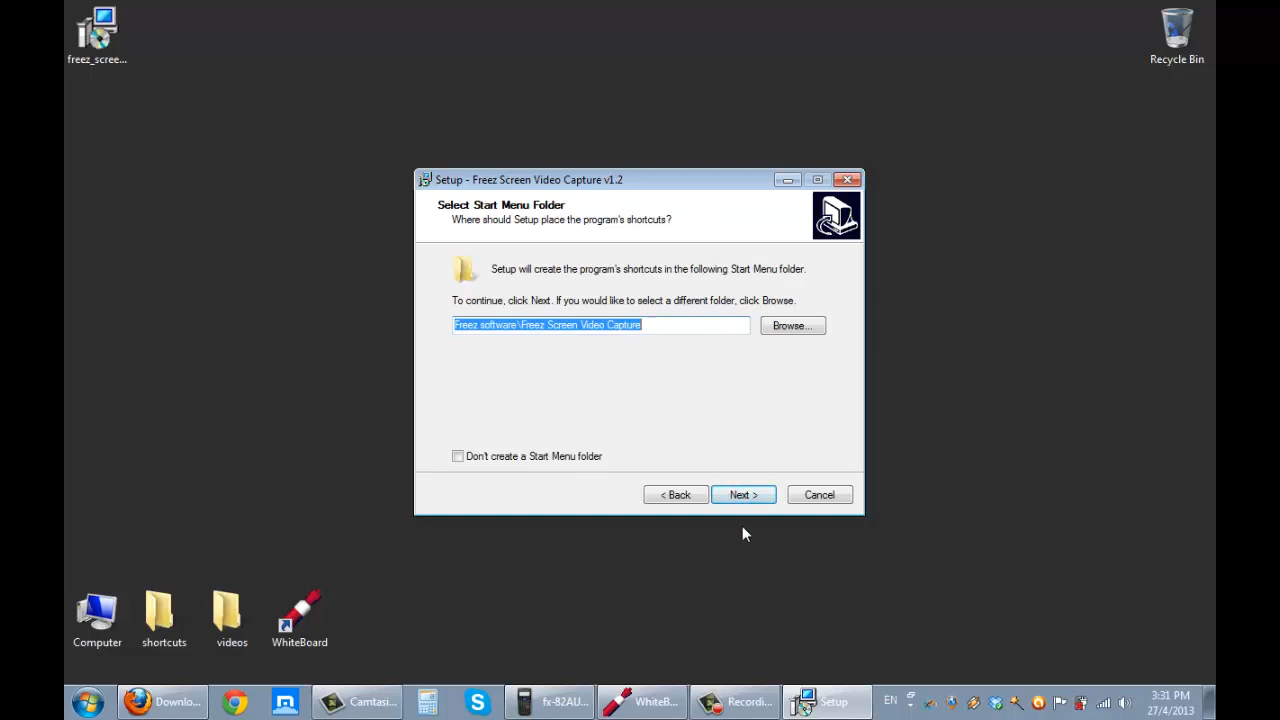 freez_scree...
Recycle Bin
Setup - Freez Screen Video Capture v1.2
Select Start Menu Folder
Where should Setup place the program's shortcuts?
Setup will create the program's shortcuts in the following Start Menu folder.
To continue, click Next. If you would like to select a different folder, click Browse.
Freez software\Freez Screen Video Capture
Browse...
Don't create a Start Menu folder
< Back
Next >
Cancel
Computer
shortcuts
videos
WhiteBoard
Downlo...
Camtasi...
fx-82AU...
WhiteB...
Recordi...
Setup
EN
3:31 PM
27/4/2013